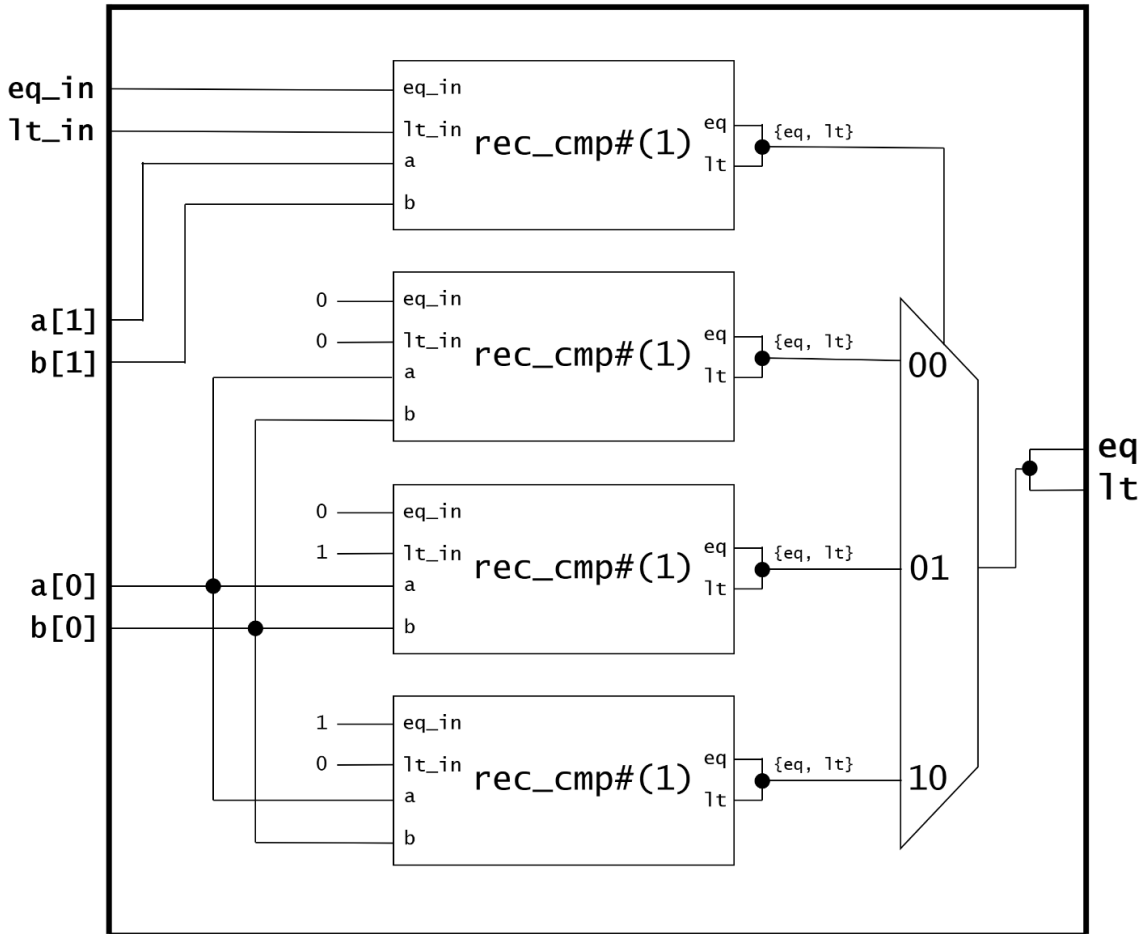 eq_in
lt_in
a[1]
b[1]
a[0]
b[0]
eq_in
lt_in
a
b
rec_cmp#(1)
eq
lt
{eq, lt}
0
0
eq_in
lt_in
a
b
rec_cmp#(1)
eq
lt
{eq, lt}
0
1
eq_in
lt_in
a
b
rec_cmp#(1)
eq
lt
{eq, lt}
1
0
eq_in
lt_in
a
b
rec_cmp#(1)
eq
lt
{eq, lt}
00
01
10
eq
lt